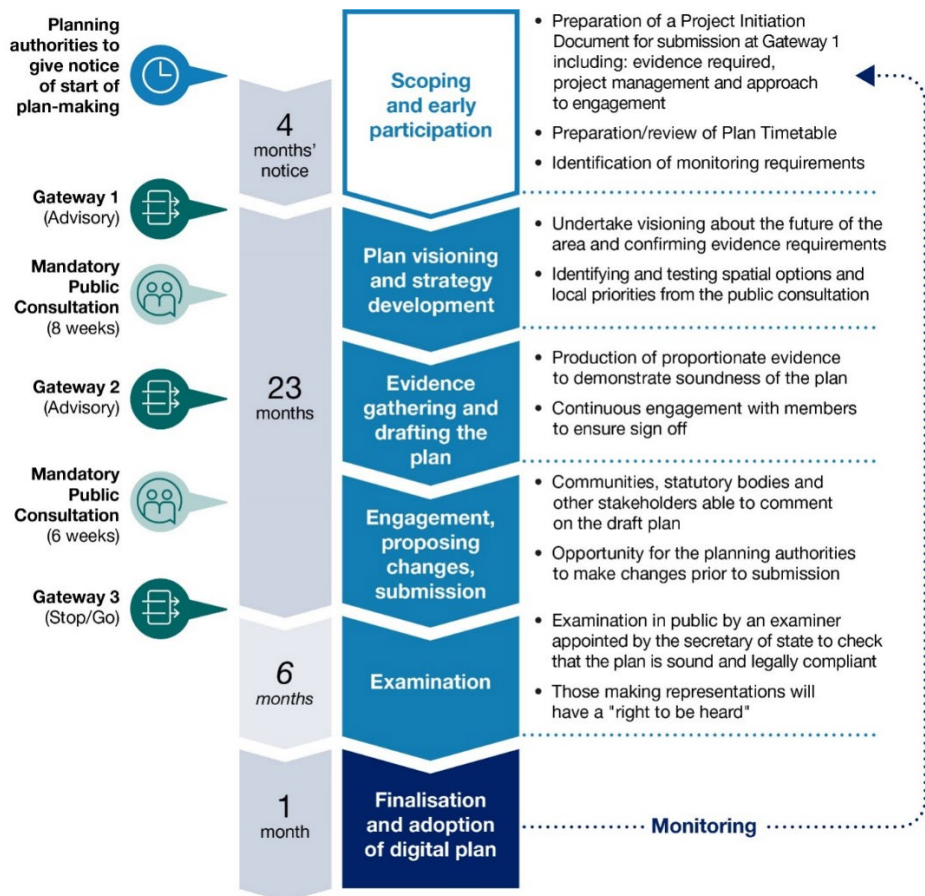 Planning
authorities to
give notice
of start of
plan-making
4
months'
notice
Scoping
and early
participation
• Preparation of a Project Initiation
Document for submission at Gateway 1
including: evidence required,
project management and approach
to engagement
• Preparation/review of Plan Timetable
• Identification of monitoring requirements
Gateway 1
(Advisory)
Mandatory
Public
Consultation
(8 weeks)
Gateway 2
(Advisory)
Mandatory
Public
Consultation
(6 weeks)
Gateway 3
(Stop/Go)
23
months
Plan visioning
and strategy
development
• Undertake visioning about the future of the
area and confirming evidence requirements
• Identifying and testing spatial options and
local priorities from the public consultation
Evidence
gathering and
drafting the
plan
• Production of proportionate evidence
to demonstrate soundness of the plan
• Continuous engagement with members
to ensure sign off
Engagement,
proposing
changes,
submission
• Communities, statutory bodies and
other stakeholders able to comment
on the draft plan
• Opportunity for the planning authorities
to make changes prior to submission
6
months
Examination
• Examination in public by an examiner
appointed by the secretary of state to check
that the plan is sound and legally compliant
• Those making representations will
have a "right to be heard"
1
month
Finalisation
and adoption
of digital plan
Monitoring